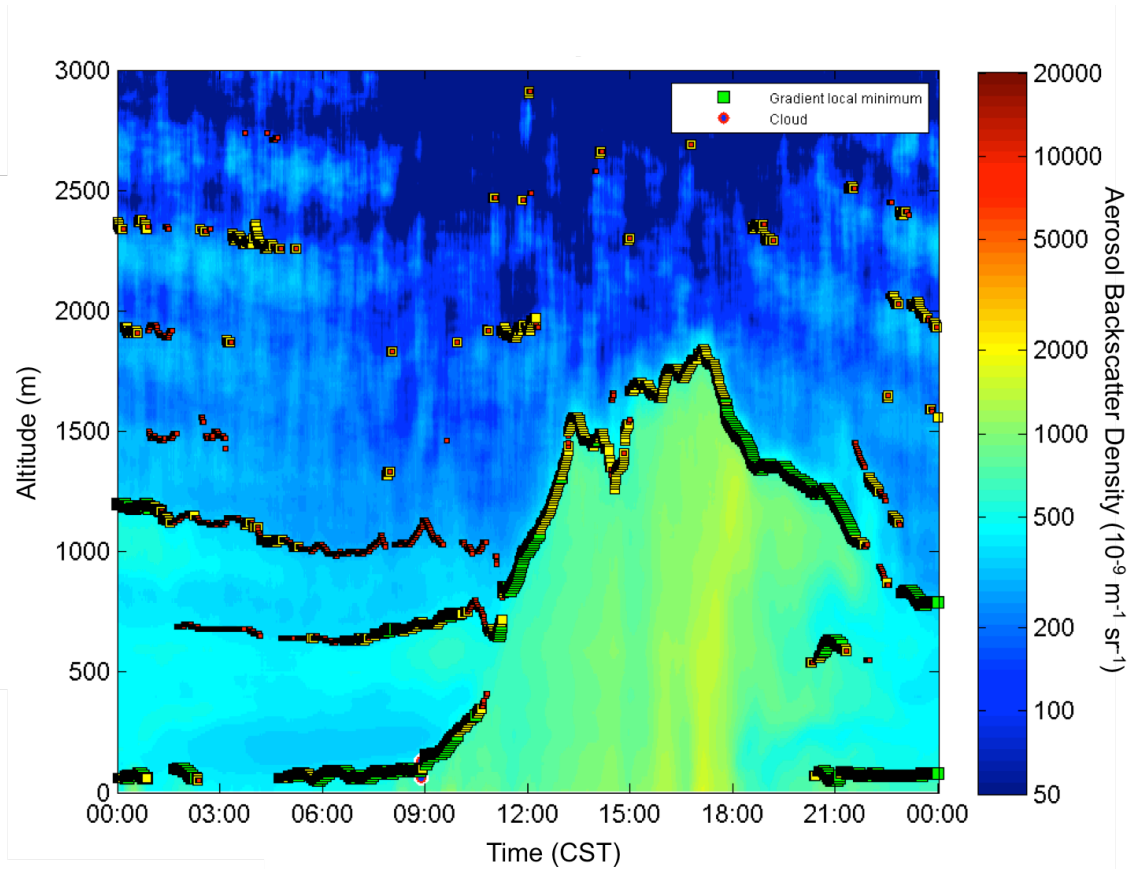 3000
2500
2000
1500
1000
500
0
Altitude (m)
00:00 03:00 06:00 09:00 12:00 15:00 18:00 21:00 00:00
Time (CST)
Gradient local minimum
Cloud
20000
10000
5000
2000
1000
500
200
100
50
Aerosol Backscatter Density (10⁻⁹ m⁻¹ sr⁻¹)